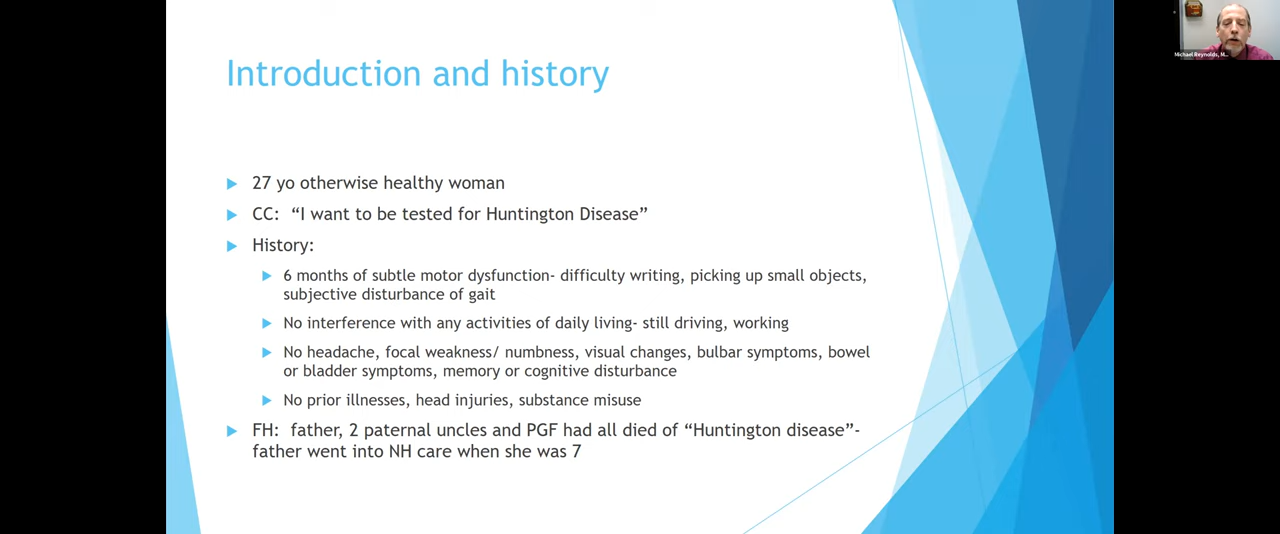 Introduction and history
27 yo otherwise healthy woman
CC: “I want to be tested for Huntington Disease”
History:
6 months of subtle motor dysfunction- difficulty writing, picking up small objects,
subjective disturbance of gait
No interference with any activities of daily living- still driving, working
No headache, focal weakness/ numbness, visual changes, bulbar symptoms, bowel
or bladder symptoms, memory or cognitive disturbance
No prior illnesses, head injuries, substance misuse
FH: father, 2 paternal uncles and PGF had all died of “Huntington disease”-
father went into NH care when she was 7
Michael Reynolds, M...